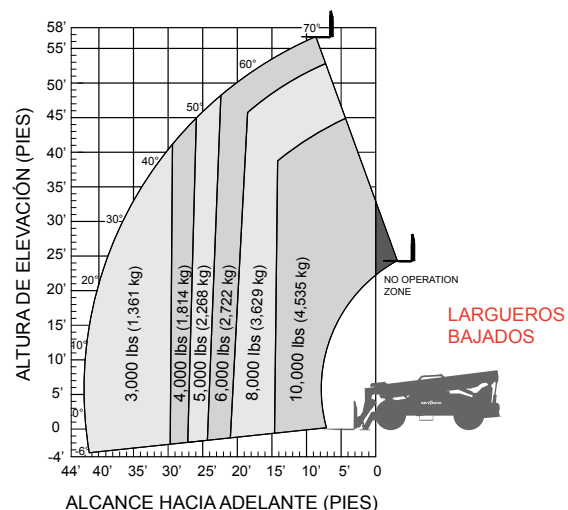 ALTURA DE ELEVACIÓN (PIES)
58'
55'
50'
45'
40'
35'
30'
25'
20'
15'
10'
5'
0
-4'
70°
60°
50°
40°
30°
20°
10°
0°
-6°
3,000 lbs (1,361 kg)
4,000 lbs (1,814 kg)
5,000 lbs (2,268 kg)
6,000 lbs (2,722 kg)
8,000 lbs (3,629 kg)
10,000 lbs (4,535 kg)
NO OPERATION
ZONE
LARGUEROS
BAJADOS
44' 40' 35' 30' 25' 20' 15' 10' 5' 0
ALCANCE HACIA ADELANTE (PIES)